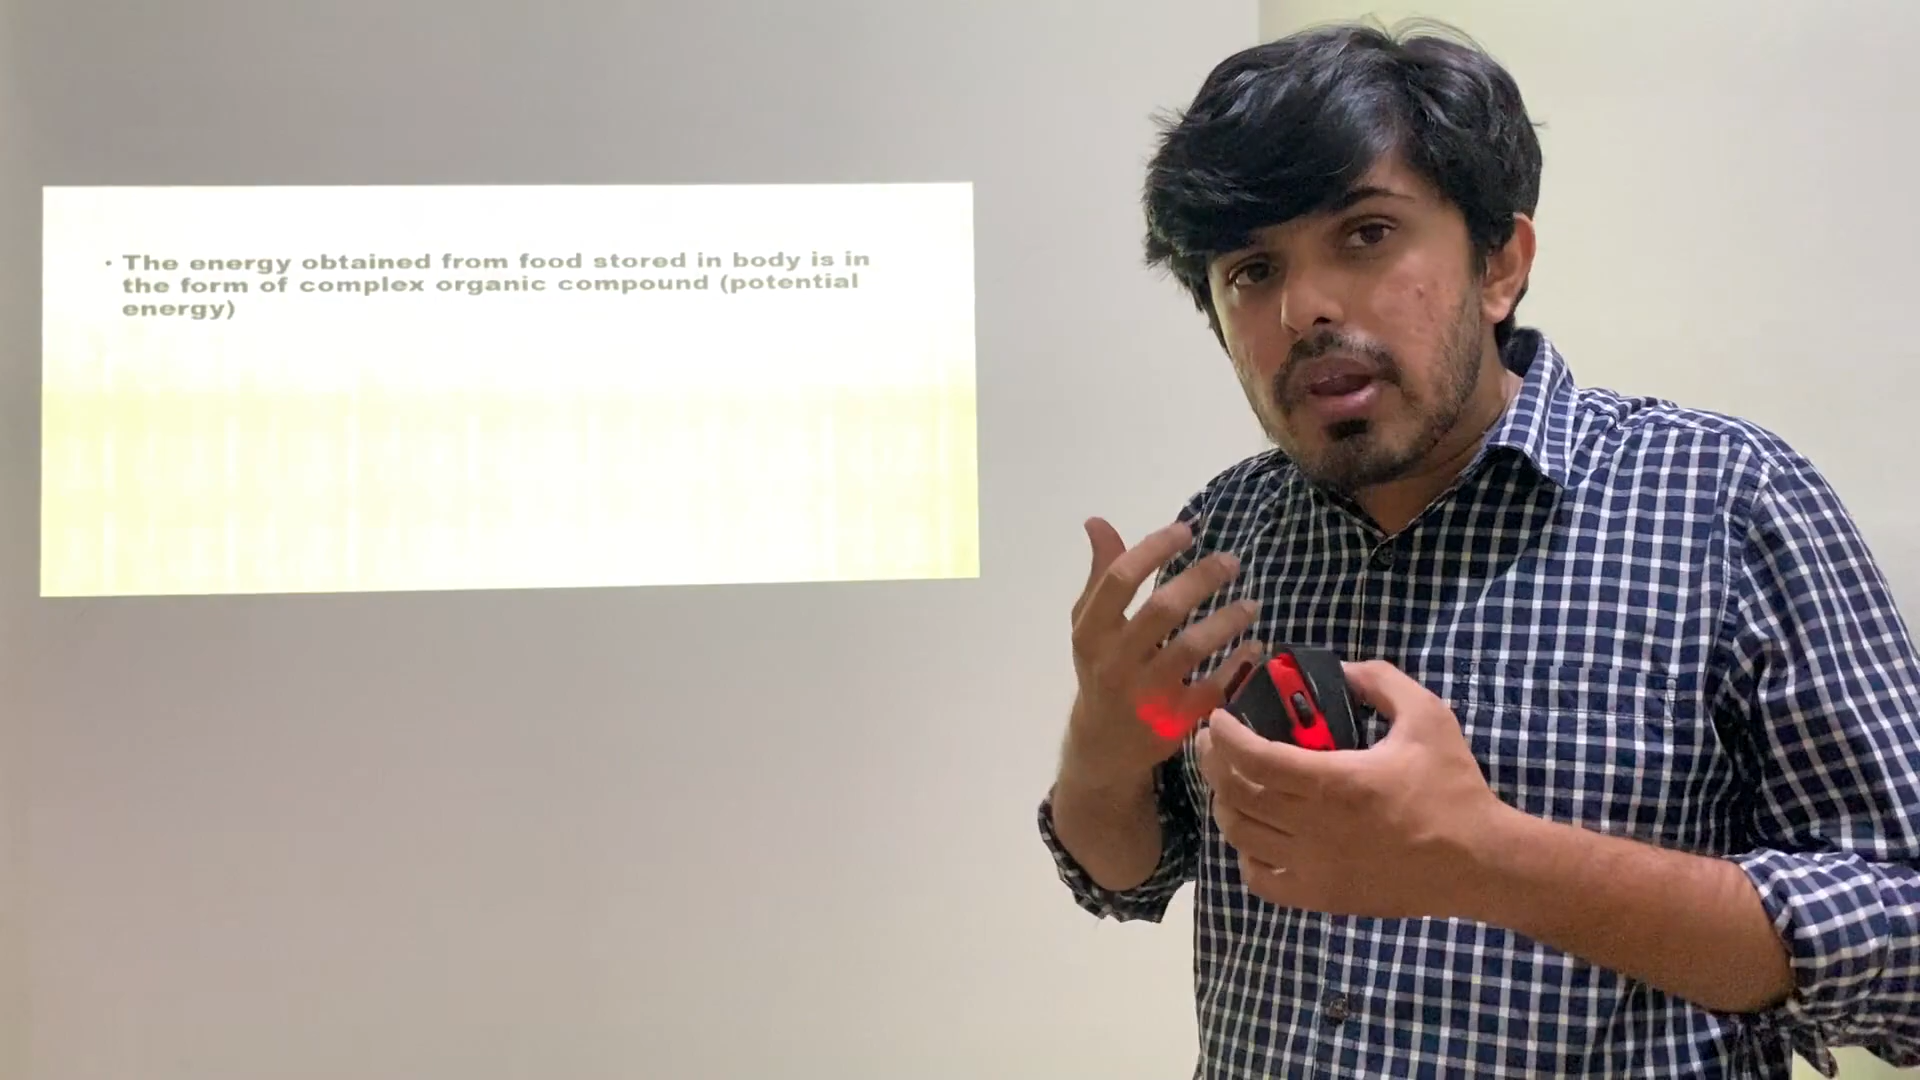 • The energy obtained from food stored in body is in
the form of complex organic compound (potential
energy)